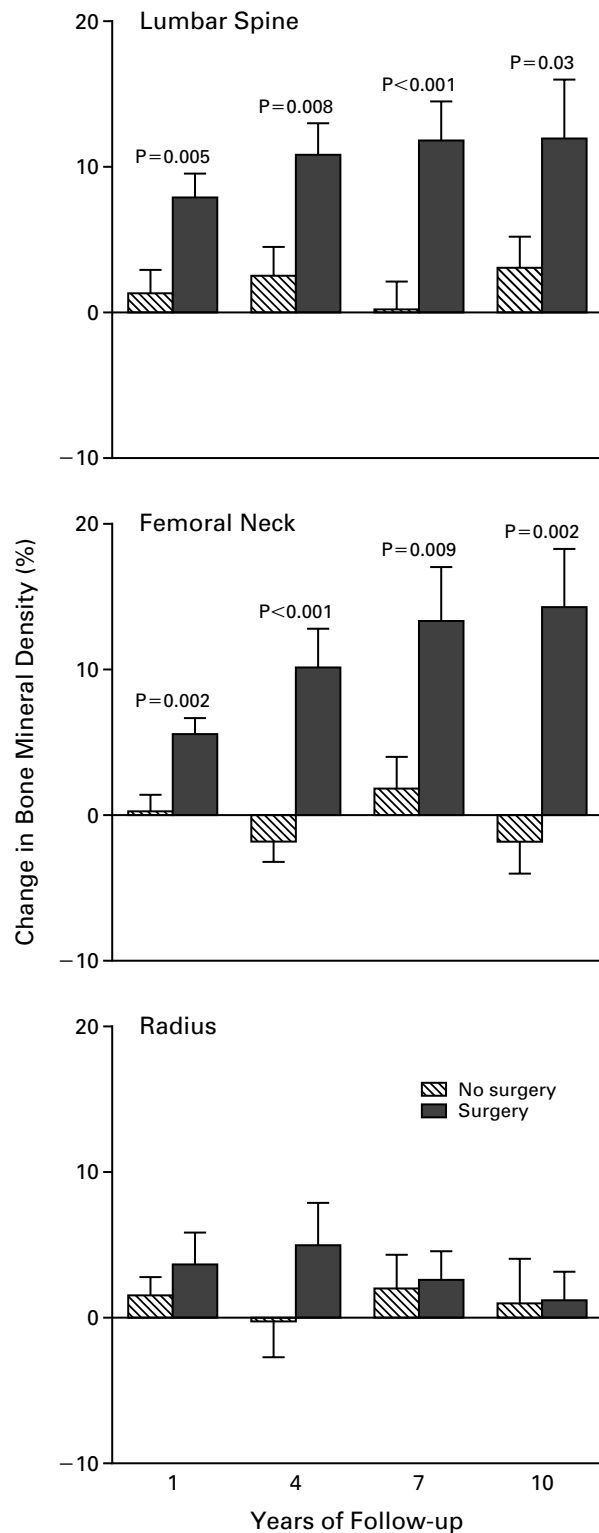 Change in Bone Mineral Density (%)
Lumbar Spine
20
10
0
−10
P=0.005
P=0.008
P<0.001
P=0.03
Femoral Neck
20
10
0
−10
P=0.002
P<0.001
P=0.009
P=0.002
Radius
20
10
0
−10
No surgery
Surgery
1 4 7 10
Years of Follow-up